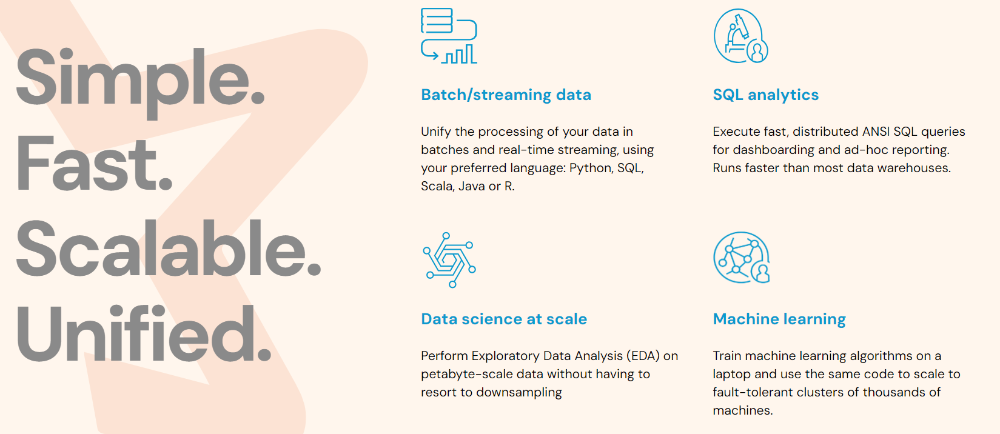 Simple.
Fast.
Scalable.
Unified.
Batch/streaming data
Unify the processing of your data in
batches and real-time streaming, using
your preferred language: Python, SQL,
Scala, Java or R.
SQL analytics
Execute fast, distributed ANSI SQL queries
for dashboarding and ad-hoc reporting.
Runs faster than most data warehouses.
Data science at scale
Perform Exploratory Data Analysis (EDA) on
petabyte-scale data without having to
resort to downsampling
Machine learning
Train machine learning algorithms on a
laptop and use the same code to scale to
fault-tolerant clusters of thousands of
machines.